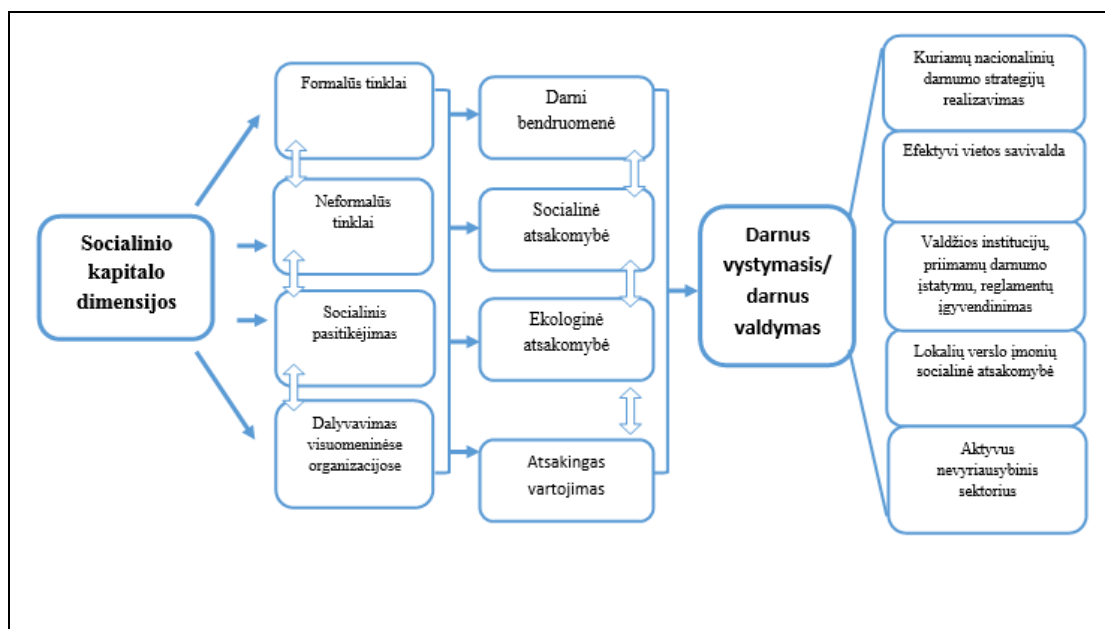 Socialinio
kapitalo
dimensijos
Formalūs tinklai
Neformalūs
tinklai
Socialinis
pasitikėjimas
Dalyvavimas
visuomeninėse
organizacijose
Darni
bendruomenė
Socialinė
atsakomybė
Ekologinė
atsakomybė
Atsakingas
vartojimas
Darnus
vystymasis/
darnus
valdymas
Kuriamų nacionalinių
darnumo strategijų
realizavimas
Efektyvi vietos savivalda
Valdžios institucijų,
priimamų darnumo
įstatymu, reglamentų
įgyvendinimas
Lokalių verslo įmonių
socialinė atsakomybė
Aktyvus
nevyriausybinis
sektorius